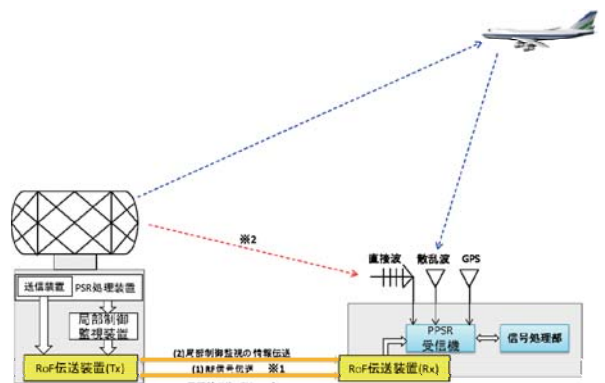 ※2
直接波
散乱波
GPS
送信装置
PSR処理装置
局部制御
監視装置
PPSR
受信機
信号処理部
(2)局部制御監視の情報伝送
RoF伝送装置(Tx)
(1)RF信号伝送 ※1
RoF伝送装置(Rx)